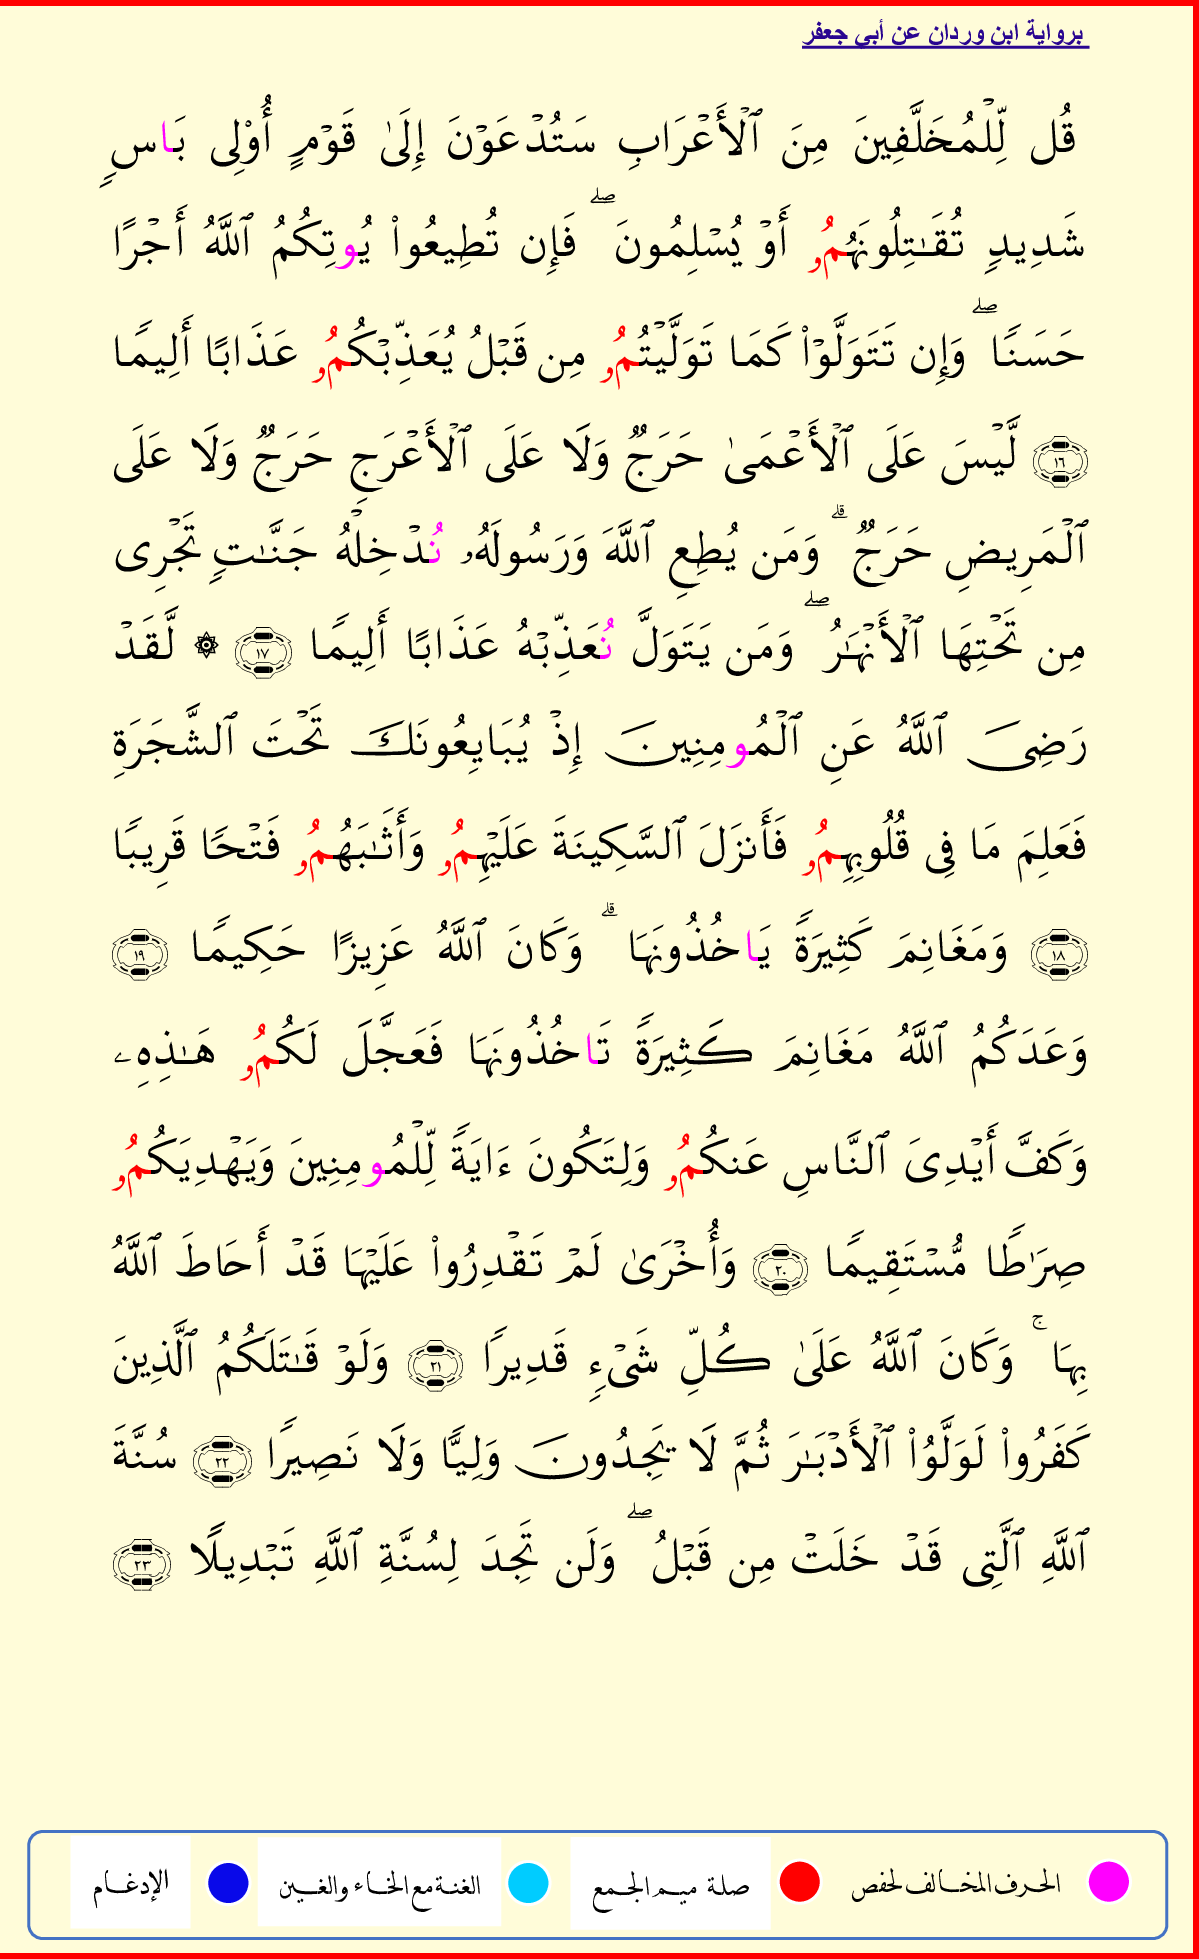 برواية ابن وردان عن أبي جعفر
قُل لِّلْمُخَلَّفِينَ مِنَ ٱلْأَعْرَابِ سَتُدْعَوْنَ إِلَىٰ قَوْمٍ أُوْلِى بَاسٍ
شَدِيدٍ تُقَـٰتِلُونَهُمُۥ أَوْ يُسْلِمُونَ ۖ فَإِن تُطِيعُوا۟ يُوتِكُمُ ٱللَّهُ أَجْرًا
حَسَنًا ۖ وَإِن تَتَوَلَّوْا۟ كَمَا تَوَلَّيْتُمُۥ مِن قَبْلُ يُعَذِّبْكُمُۥ عَذَابًا أَلِيمًا
١٦ لَّيْسَ عَلَى ٱلْأَعْمَىٰ حَرَجٌ وَلَا عَلَى ٱلْأَعْرَجِ حَرَجٌ وَلَا عَلَى
ٱلْمَرِيضِ حَرَجٌ ۗ وَمَن يُطِعِ ٱللَّهَ وَرَسُولَهُۥ نُدْخِلْهُ جَنَّـٰتٍ تَجْرِى
مِن تَحْتِهَا ٱلْأَنْهَـٰرُ ۖ وَمَن يَتَوَلَّ نُعَذِّبْهُ عَذَابًا أَلِيمًا ١٧ ۞ لَّقَدْ
رَضِىَ ٱللَّهُ عَنِ ٱلْمُومِنِينَ إِذْ يُبَايِعُونَكَ تَحْتَ ٱلشَّجَرَةِ
فَعَلِمَ مَا فِى قُلُوبِهِمُۥ فَأَنزَلَ ٱلسَّكِينَةَ عَلَيْهِمُۥ وَأَثَـٰبَهُمُۥ فَتْحًا قَرِيبًا
١٨ وَمَغَانِمَ كَثِيرَةً يَاخُذُونَهَا ۗ وَكَانَ ٱللَّهُ عَزِيزًا حَكِيمًا ١٩
وَعَدَكُمُ ٱللَّهُ مَغَانِمَ كَثِيرَةً تَاخُذُونَهَا فَعَجَّلَ لَكُمُۥ هَـٰذِهِۦ
وَكَفَّ أَيْدِىَ ٱلنَّاسِ عَنكُمُۥ وَلِتَكُونَ ءَايَةً لِّلْمُومِنِينَ وَيَهْدِيَكُمُۥ
صِرَٰطًا مُّسْتَقِيمًا ٢٠ وَأُخْرَىٰ لَمْ تَقْدِرُوا۟ عَلَيْهَا قَدْ أَحَاطَ ٱللَّهُ
بِهَا ۚ وَكَانَ ٱللَّهُ عَلَىٰ كُلِّ شَىْءٍ قَدِيرًا ٢١ وَلَوْ قَـٰتَلَكُمُ ٱلَّذِينَ
كَفَرُوا۟ لَوَلَّوُا۟ ٱلْأَدْبَـٰرَ ثُمَّ لَا يَجِدُونَ وَلِيًّا وَلَا نَصِيرًا ٢٢ سُنَّةَ
ٱللَّهِ ٱلَّتِى قَدْ خَلَتْ مِن قَبْلُ ۖ وَلَن تَجِدَ لِسُنَّةِ ٱللَّهِ تَبْدِيلًا ٢٣
الحرف المخالف لحفص صلة ميم الجمع الغنة مع الخاء والغين الإدغام